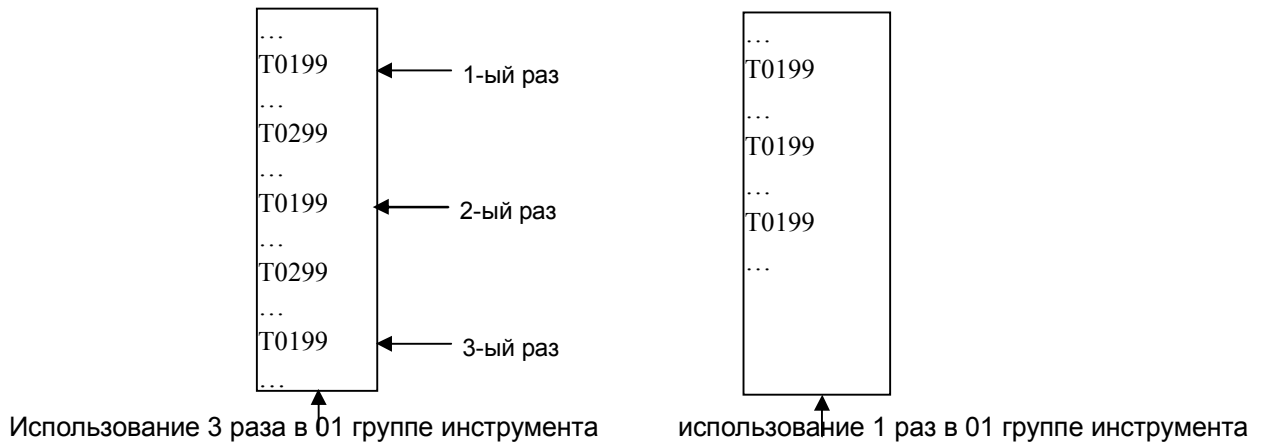 ...
T0199
1-ый раз
...
T0299
...
T0199
2-ый раз
...
T0299
...
T0199
3-ый раз
...
Использование 3 раза в 01 группе инструмента
...
T0199
...
T0199
...
T0199
...
использование 1 раз в 01 группе инструмента